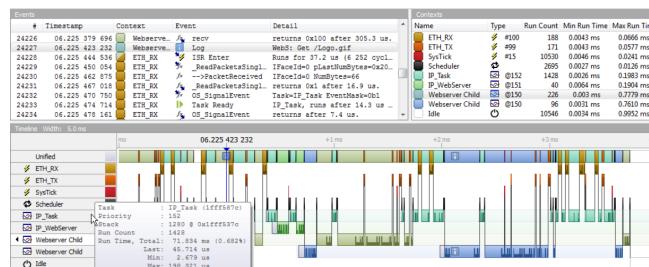 Events
# Timestamp Context Event Detail
24226 06.225 379 696 Webserve… recv returns 0x100 after 305.3 us.
24227 06.225 423 232 Webserve… Log WebS: Get /Logo.gif
24228 06.225 444 536 ETH_RX ISR Enter Runs for 37.2 us (6 252 cycl…
24229 06.225 450 054 ETH_RX _ReadPacketsSingl… IFaceId=0 pLastNumBytes=0x20…
24230 06.225 462 875 ETH_RX -->PacketReceived IFaceId=0 NumBytes=66
24231 06.225 467 018 ETH_RX _ReadPacketsSingl… returns 0x1 after 16.9 us.
24232 06.225 470 750 ETH_RX OS_SignalEvent Task=IP_Task EventMask=0b1
24233 06.225 474 714 ETH_RX Task Ready IP_Task, runs after 14.3 us …
24234 06.225 478 161 ETH_RX OS_SignalEvent returns after 7.4 us.
Contexts
Name Type Run Count Min Run Time Max Run Tim
ETH_RX #100 188 0.0043 ms 0.0666 ms
ETH_TX #99 171 0.0043 ms 0.0577 ms
SysTick #15 10530 0.0046 ms 0.0241 ms
Scheduler 2695 0.0027 ms 0.0126 ms
IP_Task @152 1428 0.0026 ms 0.1983 ms
IP_WebServer @151 40 0.0064 ms 0.1904 ms
Webserver Child @150 226 0.003 ms 0.7779 ms
Webserver Child @150 96 0.0031 ms 0.7610 ms
Idle 10546 0.0034 ms 0.9952 ms
Timeline Width: 5.0 ms
ms 06.225 423 232 +1 ms +2 ms +3 ms
Unified
ETH_RX
ETH_TX
SysTick
Scheduler
IP_Task
IP_WebServer
Webserver Child
Webserver Child
Idle
Task : IP_Task (1fff587c)
Priority : 152
Stack : 1280 @ 0x1fff537c
Run Count : 1428
Run Time, Total: 71.834 ms (0.682%)
Last: 45.714 us
Min: 2.679 us
Max: 198.321 us